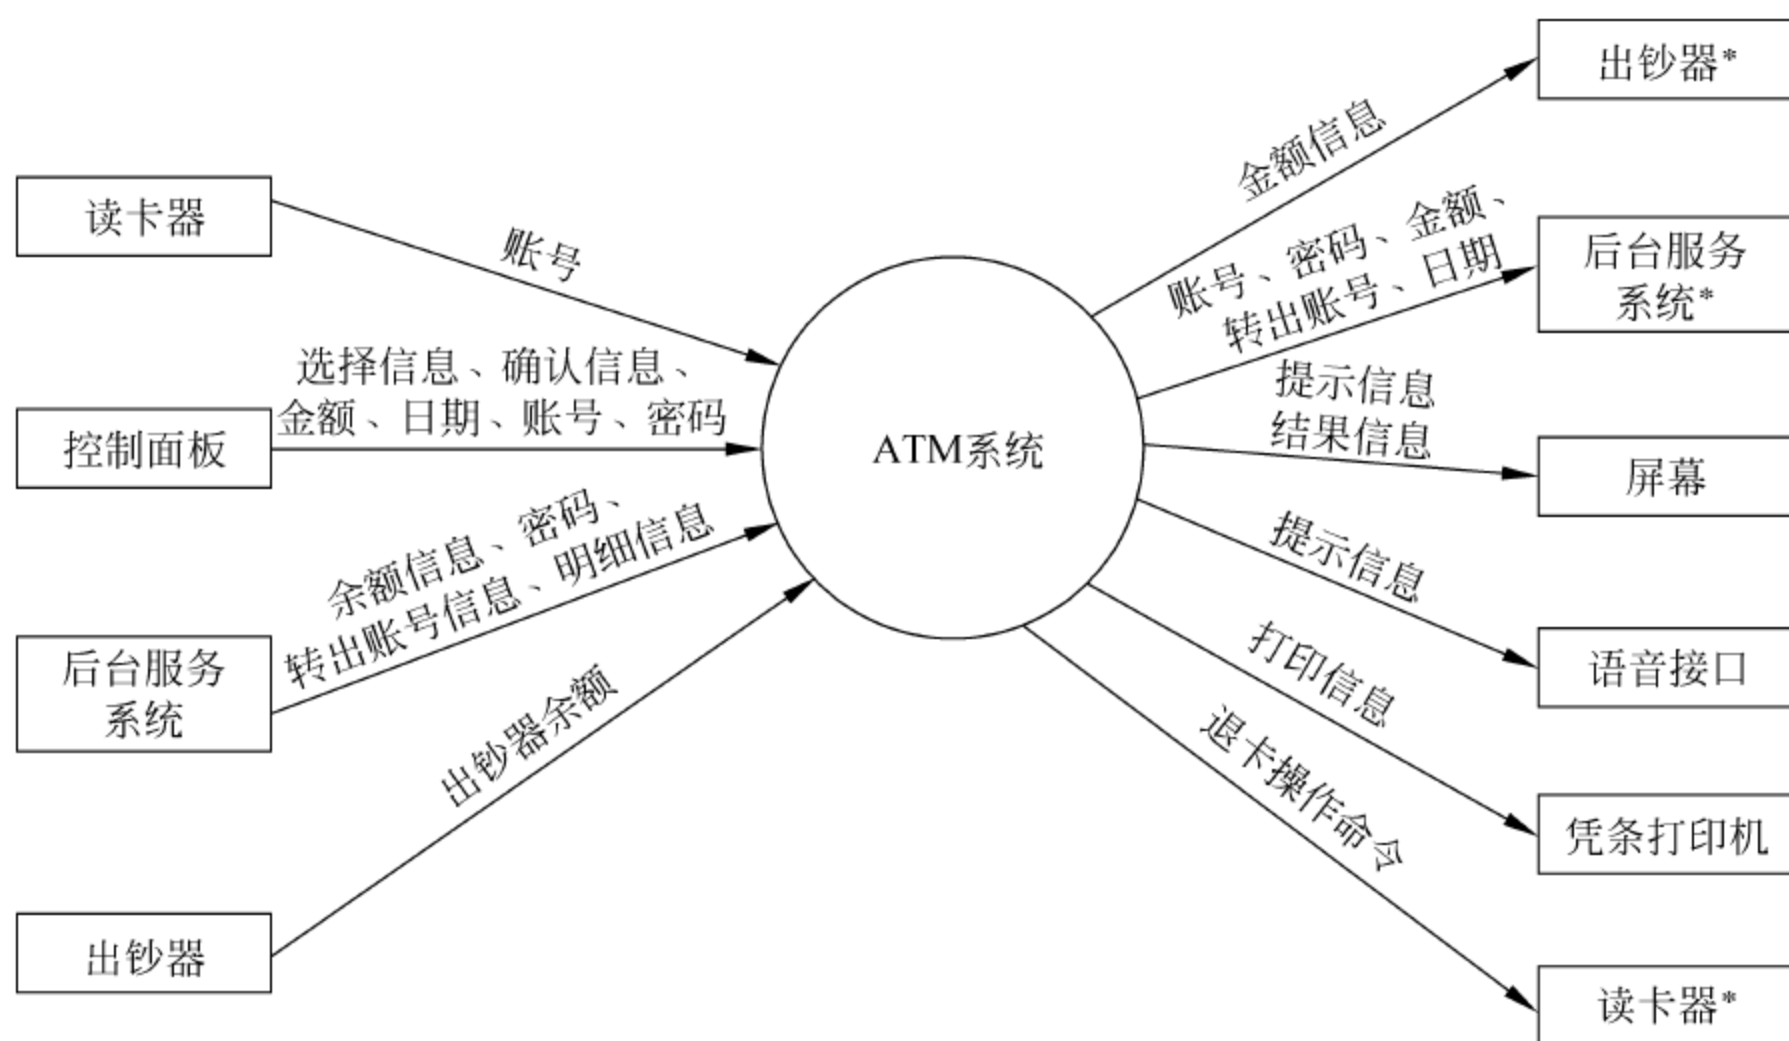 读卡器
控制面板
后台服务
系统
出钞器
账号
选择信息、确认信息、
金额、日期、账号、密码
余额信息、密码、
转出账号信息、明细信息
出钞器余额
ATM系统
金额信息
账号、密码、金额、
转出账号、日期
提示信息
结果信息
提示信息
打印信息
退卡操作命令
出钞器*
后台服务
系统*
屏幕
语音接口
凭条打印机
读卡器*